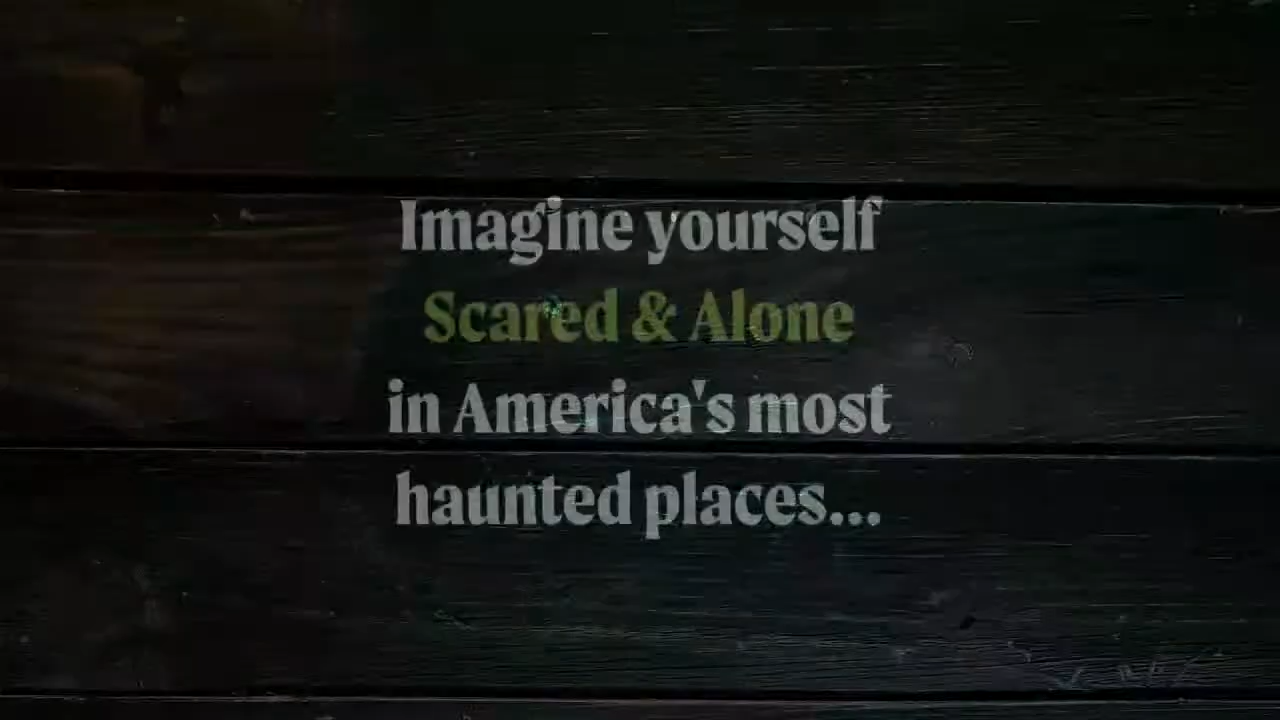 Imagine yourself
Scared & Alone
in America's most
haunted places...